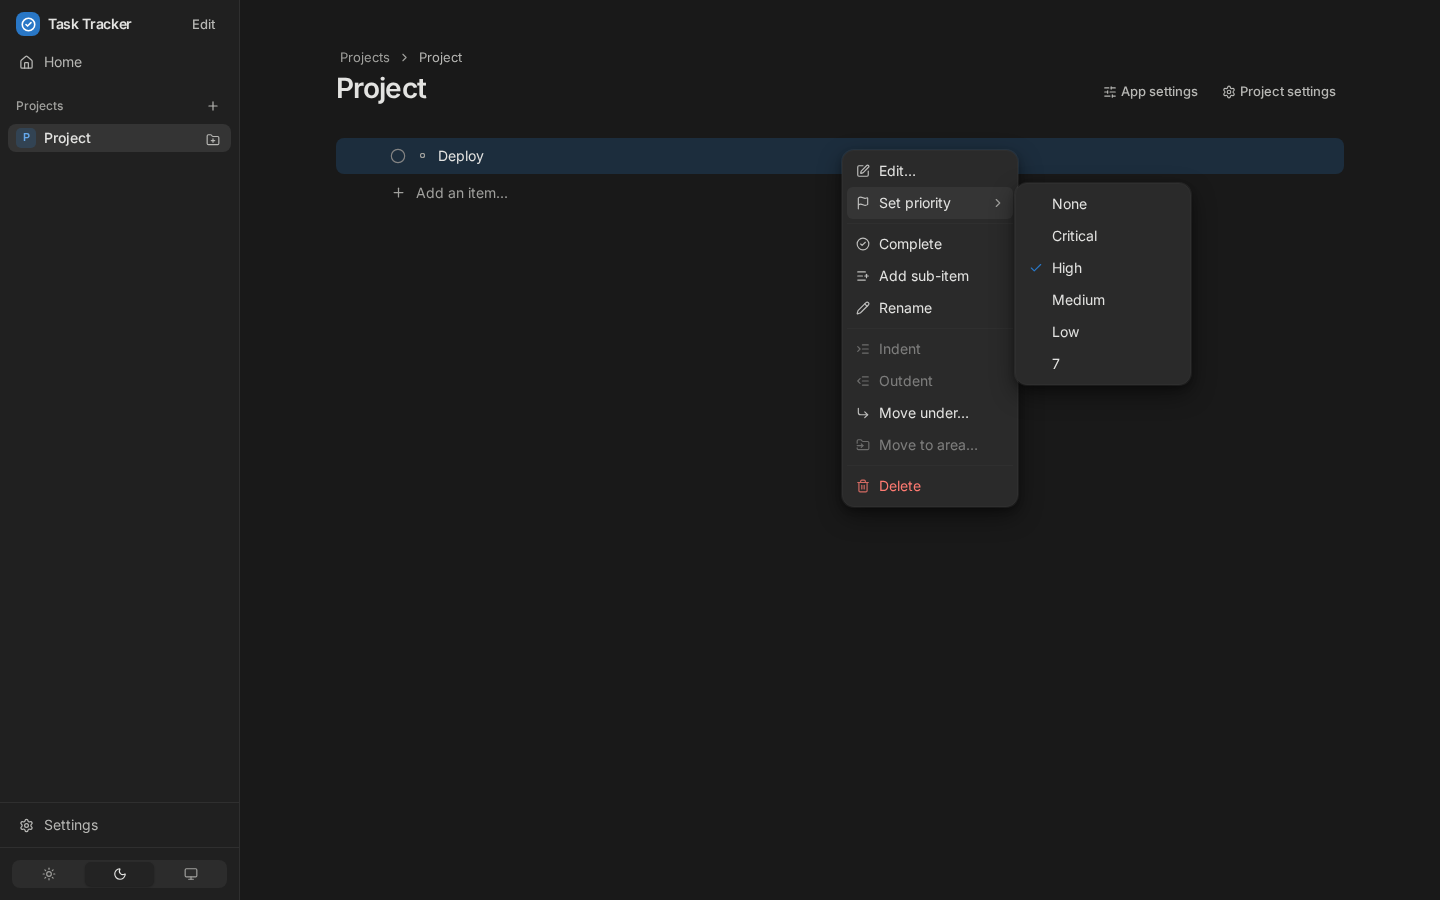 Task Tracker
Edit
Home
Projects
P
Project
Settings
Projects
Project
Project
App settings
Project settings
Deploy
Add an item...
Edit...
Set priority
Complete
Add sub-item
Rename
Indent
Outdent
Move under...
Move to area...
Delete
None
Critical
High
Medium
Low
7